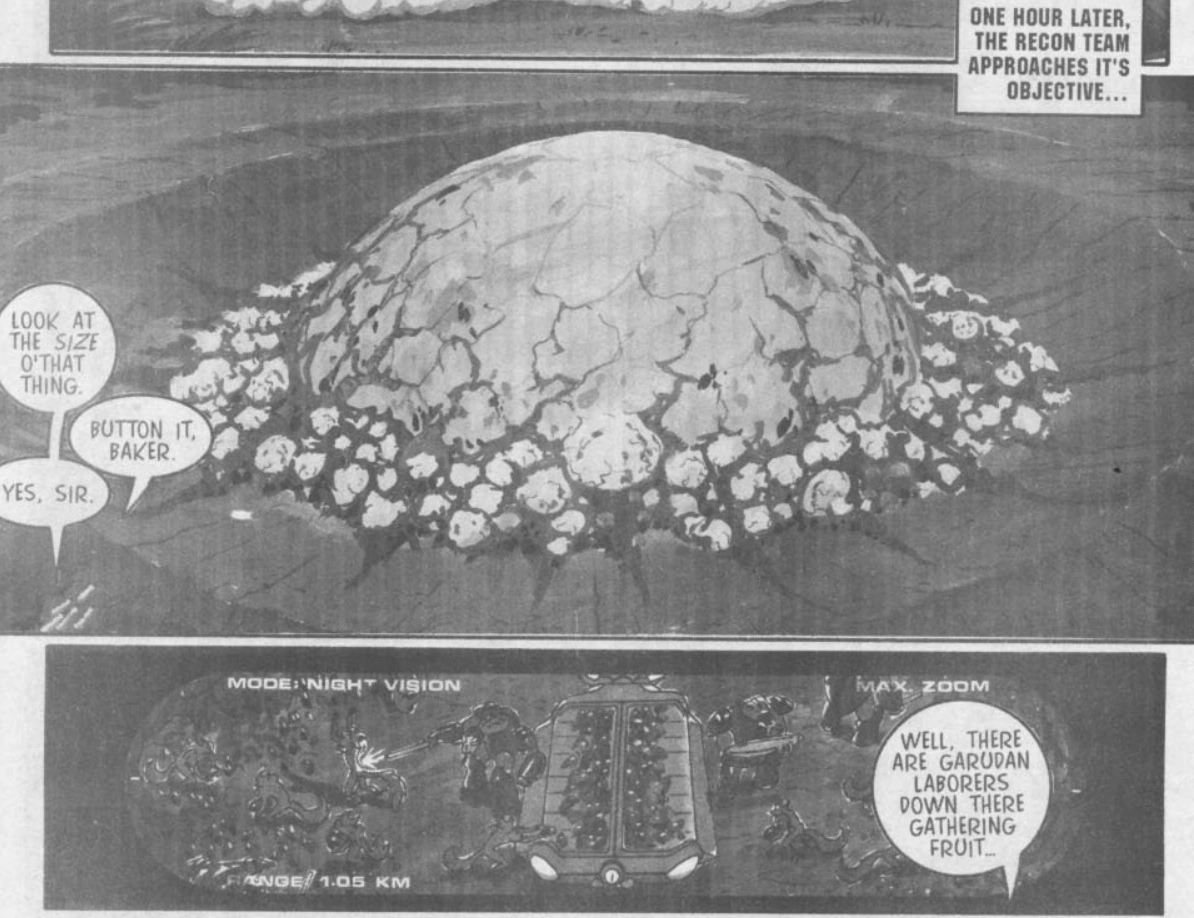 ONE HOUR LATER,
THE RECON TEAM
APPROACHES IT'S
OBJECTIVE...
LOOK AT
THE SIZE
O'THAT
THING.
BUTTON IT,
BAKER.
YES, SIR.
MODE: NIGHT VISION
MAX. ZOOM
WELL, THERE
ARE GARUDAN
LABORERS
DOWN THERE
GATHERING
FRUIT...
RANGE/ 1.05 KM